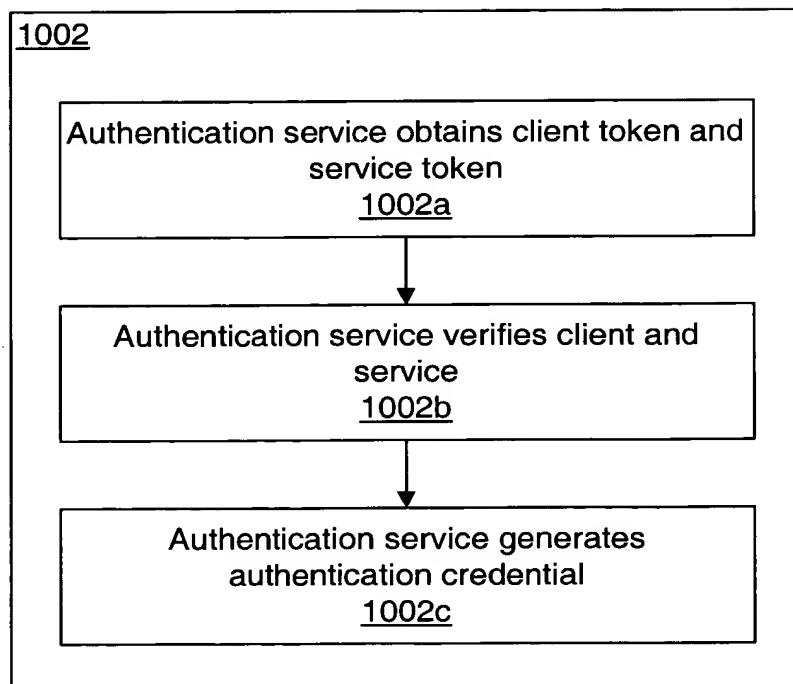 1002
Authentication service obtains client token and
service token
1002a
Authentication service verifies client and
service
1002b
Authentication service generates
authentication credential
1002c